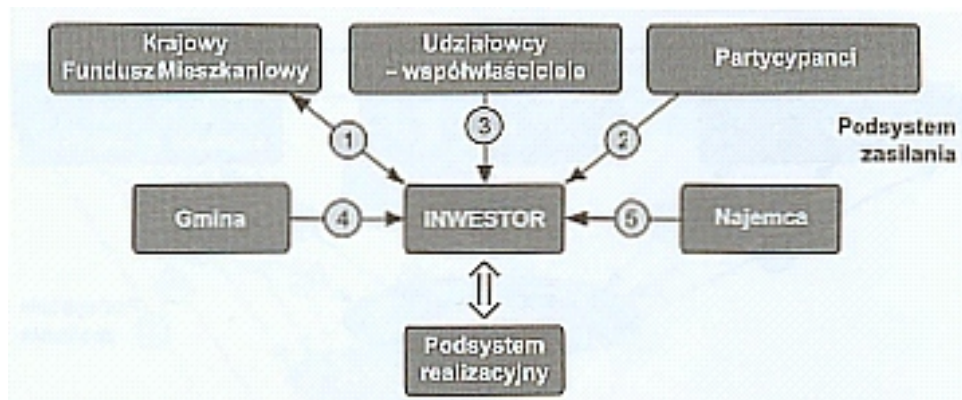 Krajowy
Fundusz Mieszkaniowy
Udziałowcy
– współwłaściciele
Partycypanci
1
3
2
Podsystem
zasilania
Gmina
4
INWESTOR
5
Najemca
Podsystem
realizacyjny